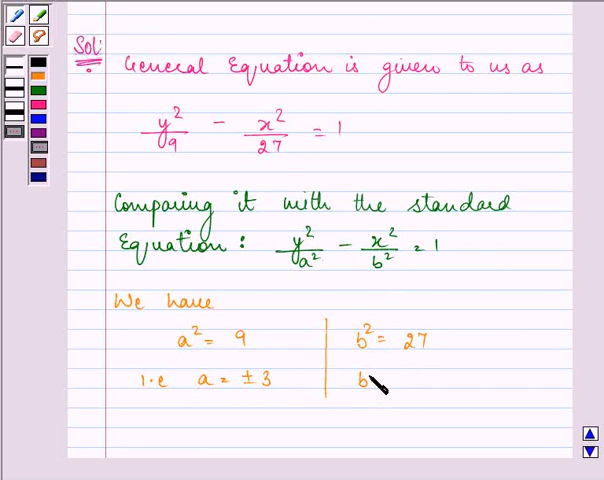 Sol:
General Equation is given to us as
y²/9 - x²/27 = 1
Comparing it with the standard
Equation : y²/a² - x²/b² = 1
We have
a² = 9 | b² = 27
i.e a = ±3 | b